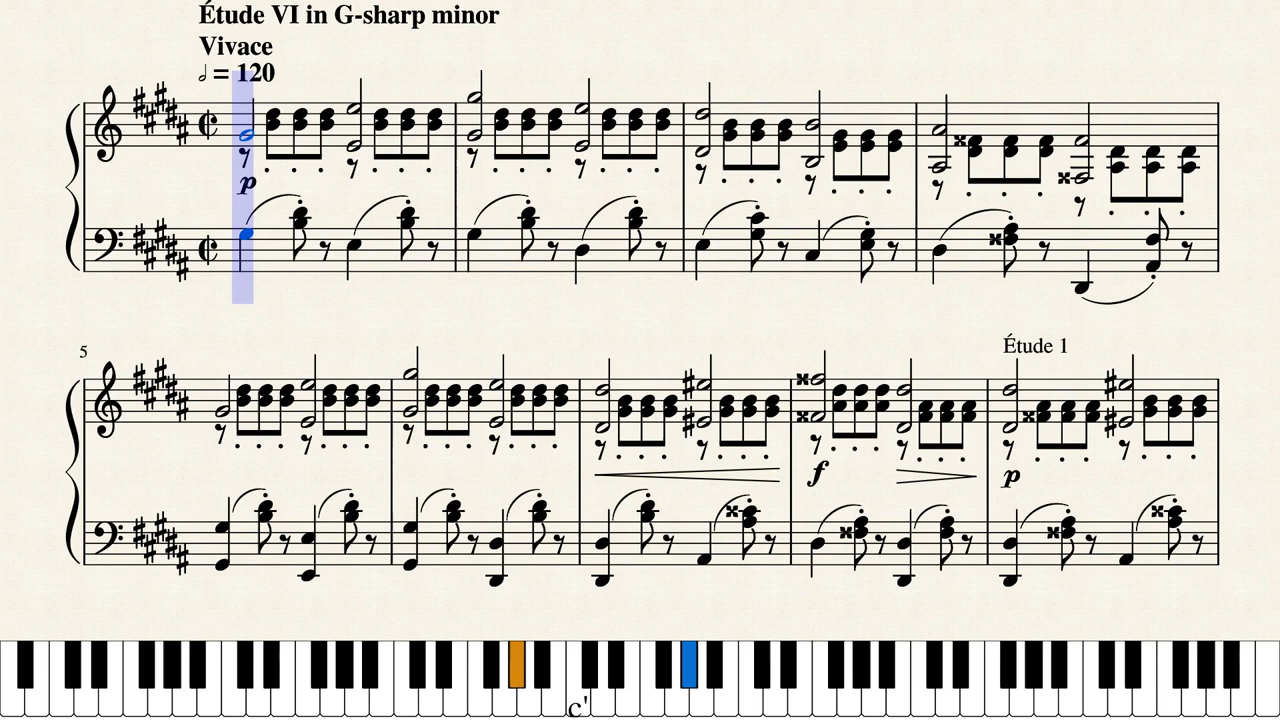 Étude VI in G-sharp minor
Vivace
𝅗𝅥 = 120
p
5
Étude 1
f
p
c'